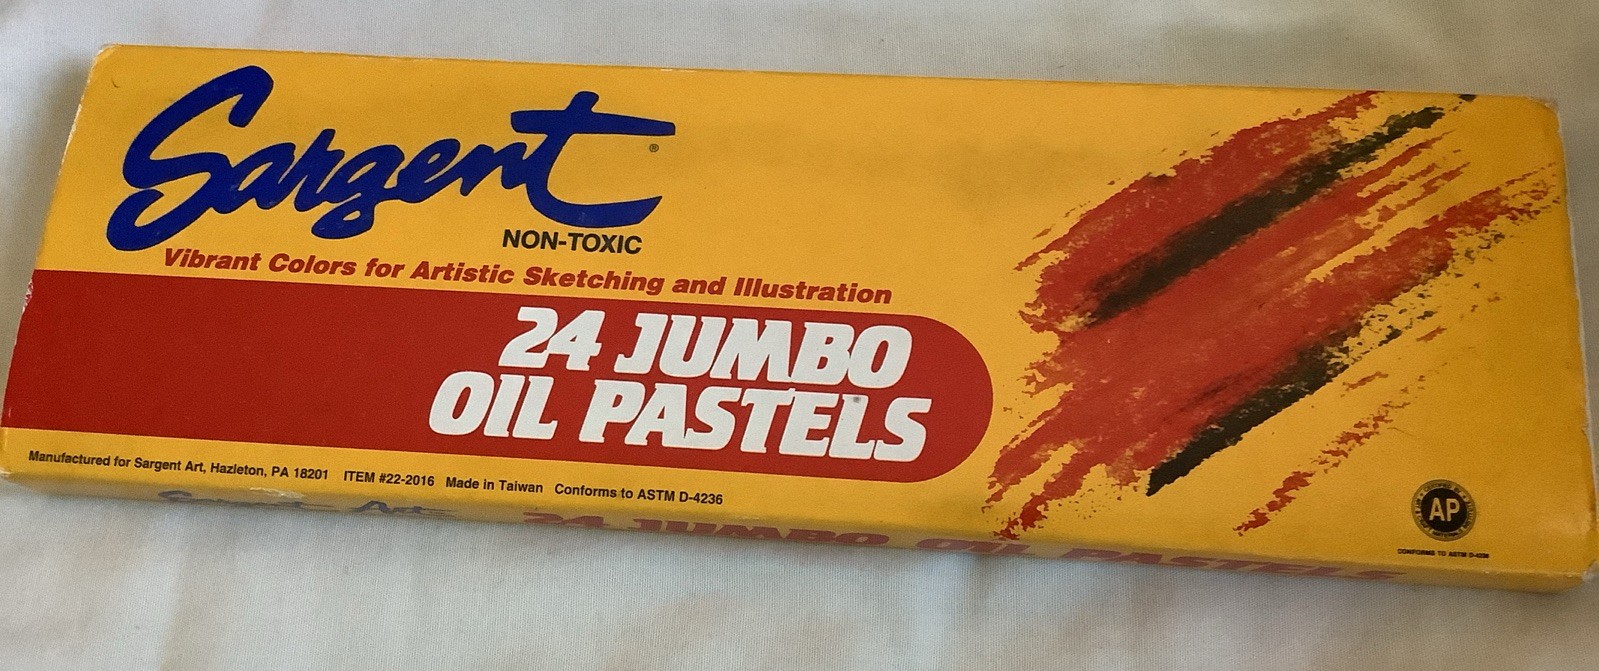 Sargent®
NON-TOXIC
Vibrant Colors for Artistic Sketching and Illustration
24 JUMBO
OIL PASTELS
Manufactured for Sargent Art, Hazleton, PA 18201 ITEM #22-2016 Made in Taiwan Conforms to ASTM D-4236
AP
CONFORMS TO ASTM D-4236
Sargent Art 24 JUMBO OIL PASTELS